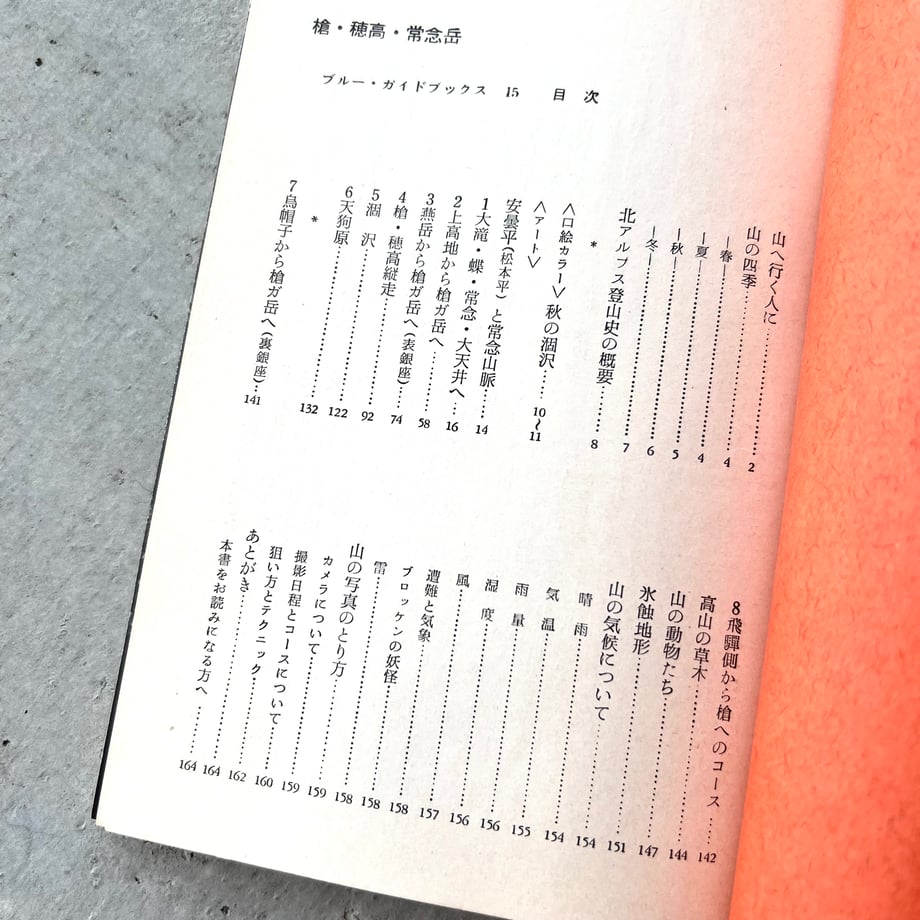 槍・穂高・常念岳
ブルー・ガイドブックス 15 目次
山へ行く人に……………2
山の四季……………4
—春……………4
—夏……………5
—秋……………6
—冬……………7
北アルプス登山史の概要……8
*
〈口絵カラー〉秋の涸沢……10〜11
〈アート〉
安曇平(松本平)と常念山脈……14
1大滝・蝶・常念・大天井へ……16
2上高地から槍ガ岳へ……58
3燕岳から槍ガ岳へ(表銀座)……74
4槍・穂高縦走……92
5涸沢……122
6天狗原……132
*
7烏帽子から槍ガ岳へ(裏銀座)……141
8飛騨側から槍へのコース……142
高山の草木……144
山の動物たち……147
氷蝕地形……151
山の気候について……154
晴雨……154
気温……155
雨量……156
湿度……156
風……157
遭難と気象……158
ブロッケンの妖怪……158
雷……158
山の写真のとり方……159
カメラについて……159
撮影日程とコースについて……160
狙い方とテクニック……162
あとがき……164
本書をお読みになる方へ……164